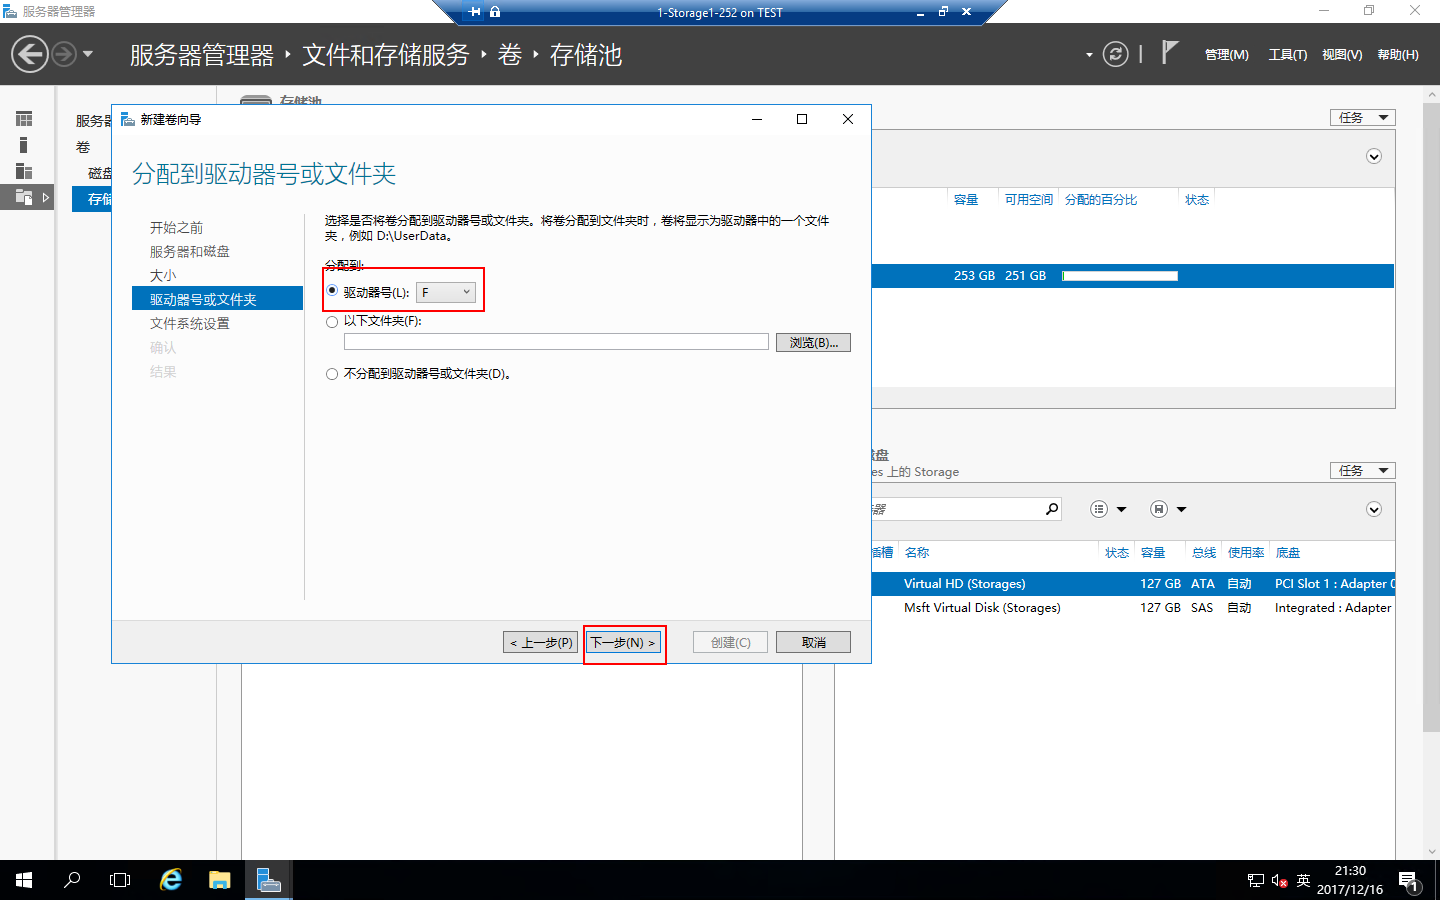 服务器管理器
1-Storage1-252 on TEST
服务器管理器 · 文件和存储服务 · 卷 · 存储池
管理(M) 工具(T) 视图(V) 帮助(H)
服务器
卷
磁盘
存储
存储池
任务
容量 可用空间 分配的百分比 状态
253 GB 251 GB
新建卷向导
分配到驱动器号或文件夹
开始之前
服务器和磁盘
大小
驱动器号或文件夹
文件系统设置
确认
结果
选择是否将卷分配到驱动器号或文件夹。将卷分配到文件夹时，卷将显示为驱动器中的一个文件
夹，例如 D:\UserData。
分配到:
驱动器号(L): F
以下文件夹(F):
浏览(B)...
不分配到驱动器号或文件夹(D)。
< 上一步(P) 下一步(N) > 创建(C) 取消
磁盘
es 上的 Storage
任务
插槽 名称 状态 容量 总线 使用率 底盘
Virtual HD (Storages) 127 GB ATA 自动 PCI Slot 1 : Adapter 0
Msft Virtual Disk (Storages) 127 GB SAS 自动 Integrated : Adapter
英
21:30
2017/12/16
1